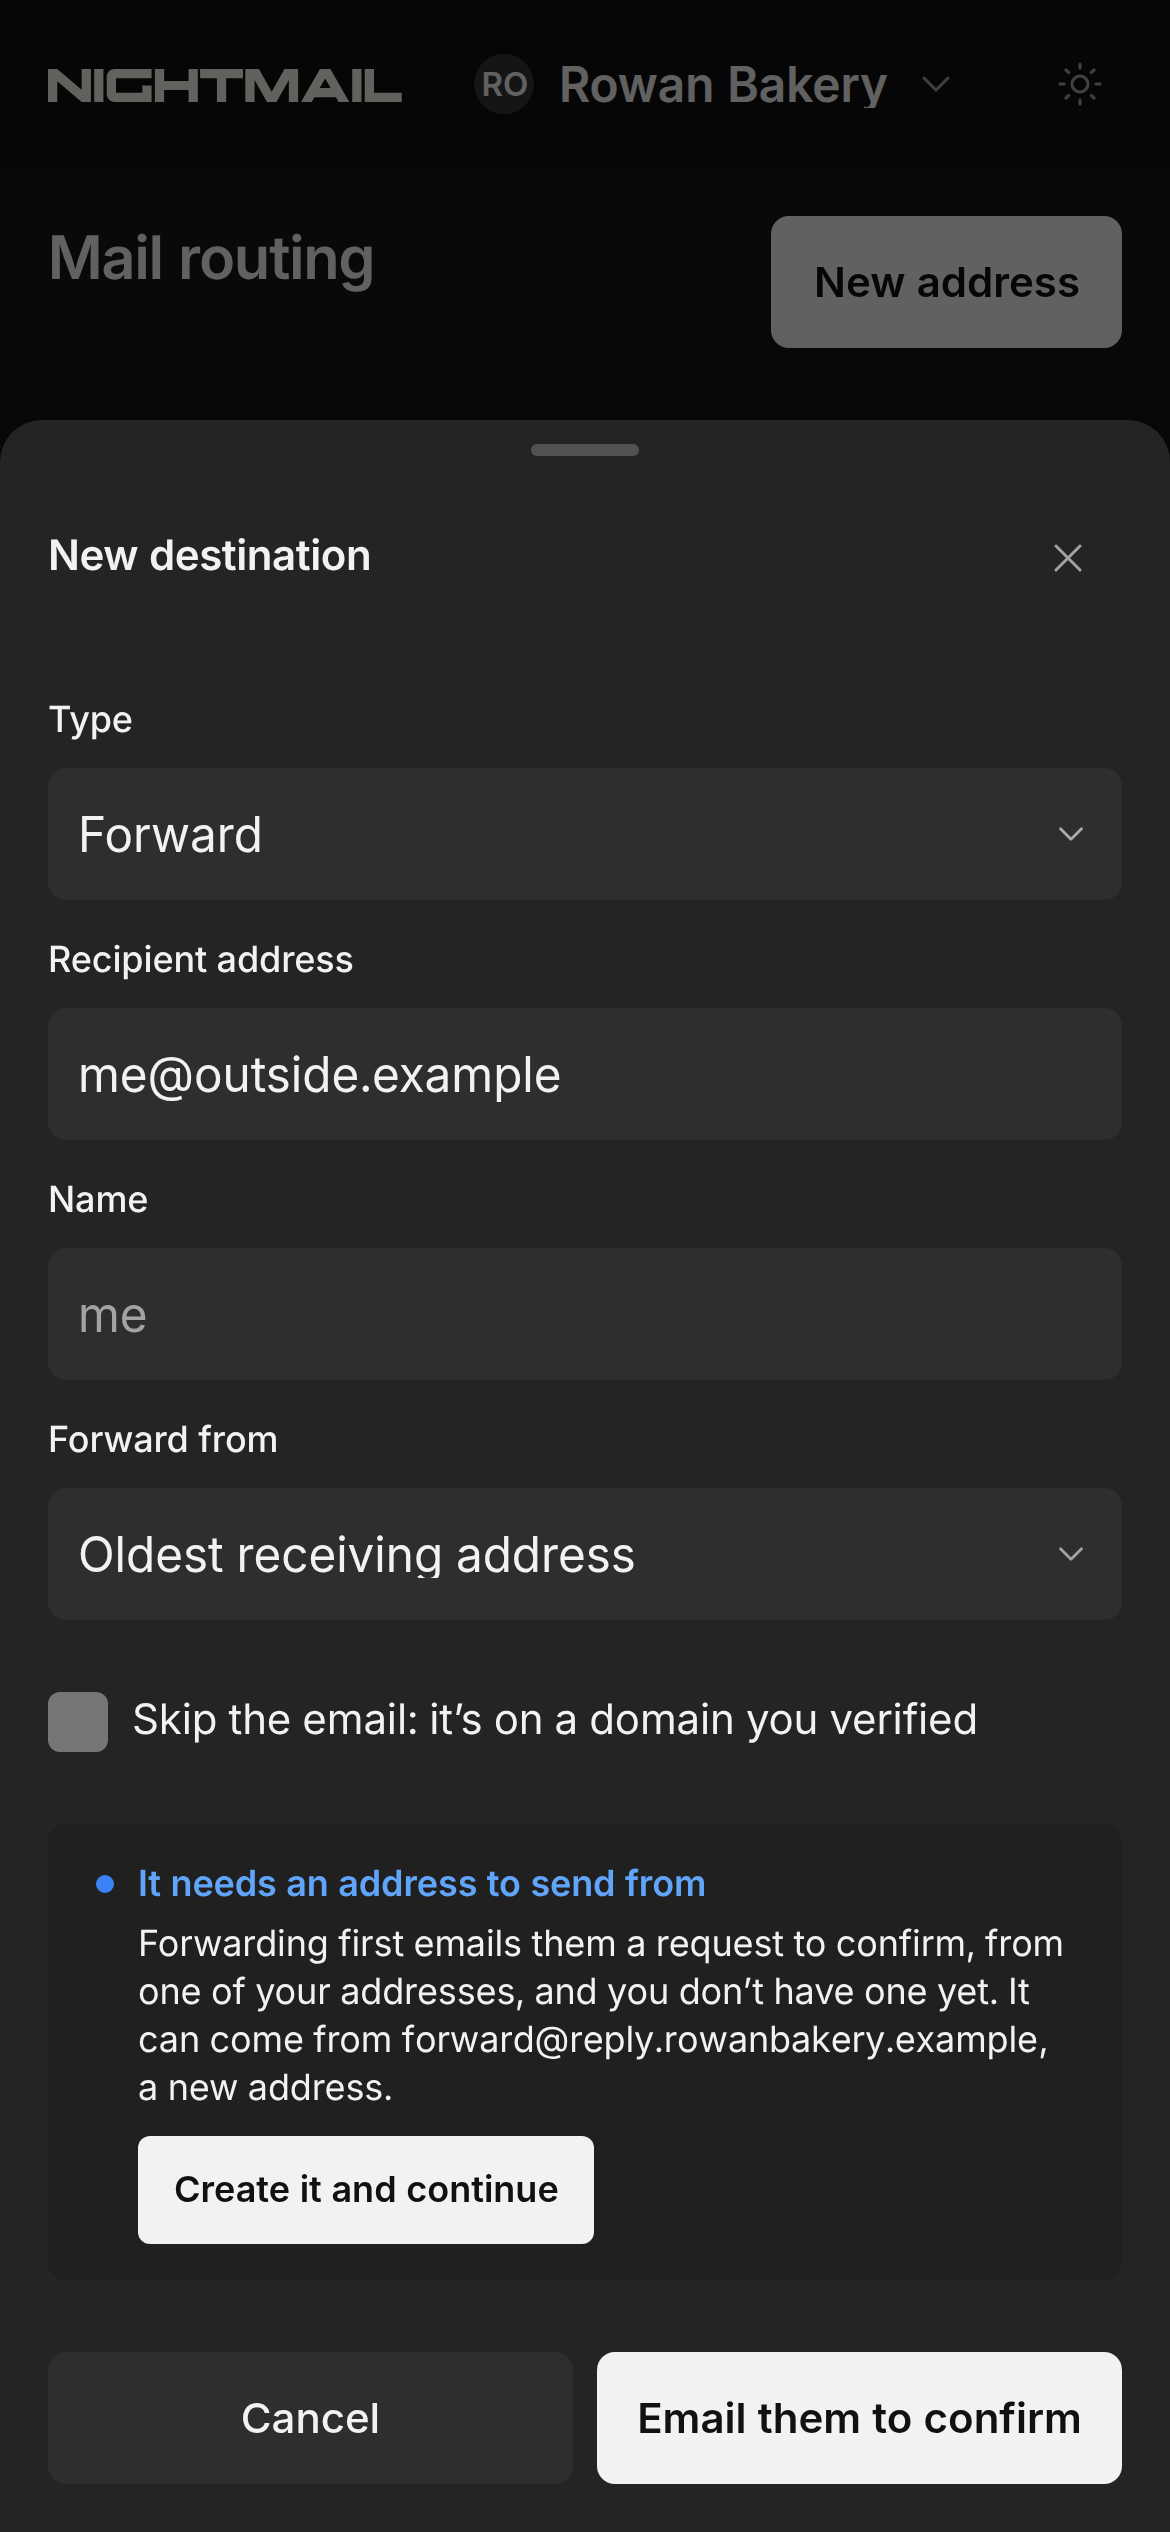 NIGHTMAIL
RO Rowan Bakery
Mail routing
New address
New destination
Type
Forward
Recipient address
me@outside.example
Name
me
Forward from
Oldest receiving address
Skip the email: it’s on a domain you verified
It needs an address to send from
Forwarding first emails them a request to confirm, from
one of your addresses, and you don’t have one yet. It
can come from forward@reply.rowanbakery.example,
a new address.
Create it and continue
Cancel
Email them to confirm